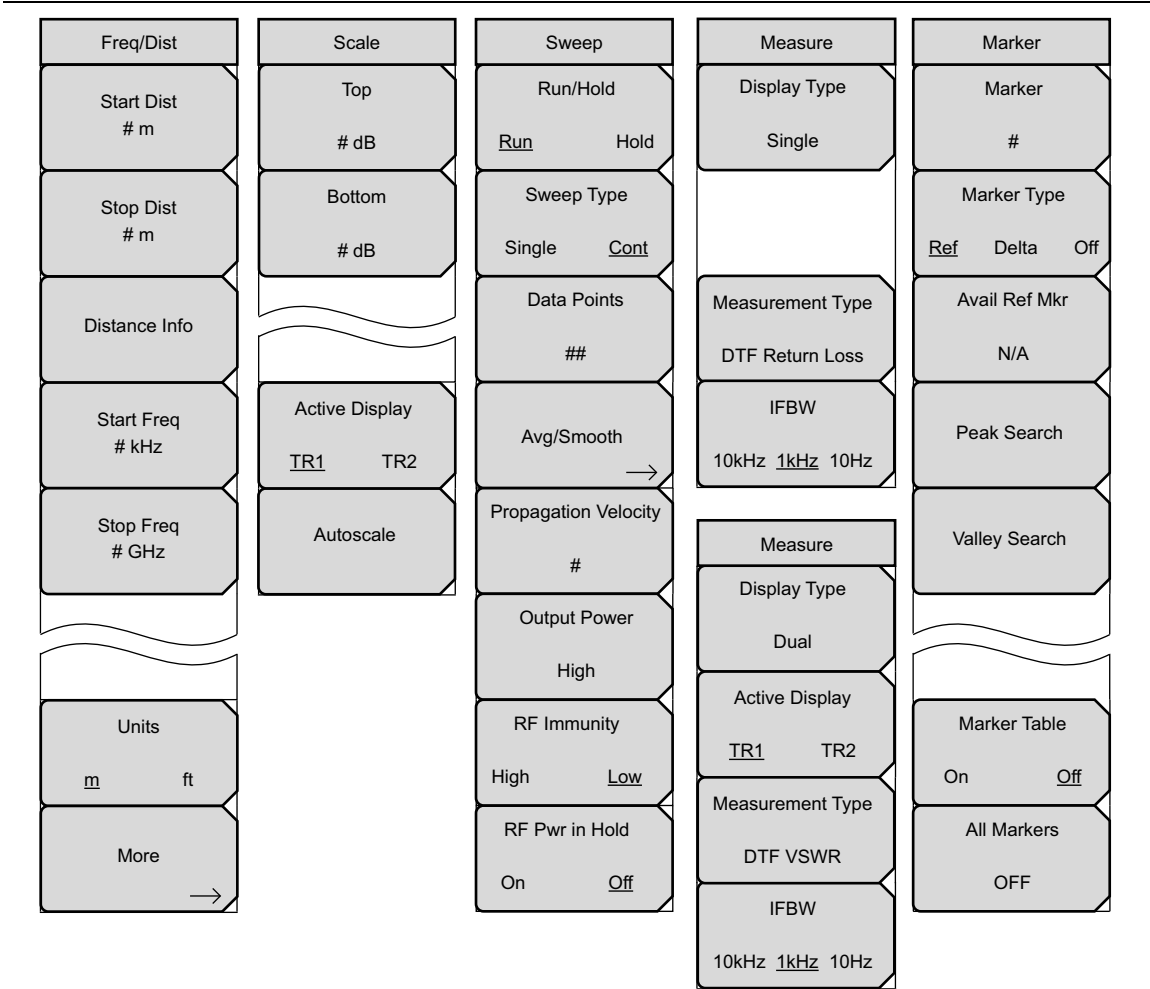 Freq/Dist
Start Dist
# m
Stop Dist
# m
Distance Info
Start Freq
# kHz
Stop Freq
# GHz
Units
m ft
More
Scale
Top
# dB
Bottom
# dB
Active Display
TR1 TR2
Autoscale
Sweep
Run/Hold
Run Hold
Sweep Type
Single Cont
Data Points
##
Avg/Smooth
Propagation Velocity
#
Output Power
High
RF Immunity
High Low
RF Pwr in Hold
On Off
Measure
Display Type
Single
Measurement Type
DTF Return Loss
IFBW
10kHz 1kHz 10Hz
Measure
Display Type
Dual
Active Display
TR1 TR2
Measurement Type
DTF VSWR
IFBW
10kHz 1kHz 10Hz
Marker
Marker
#
Marker Type
Ref Delta Off
Avail Ref Mkr
N/A
Peak Search
Valley Search
Marker Table
On Off
All Markers
OFF